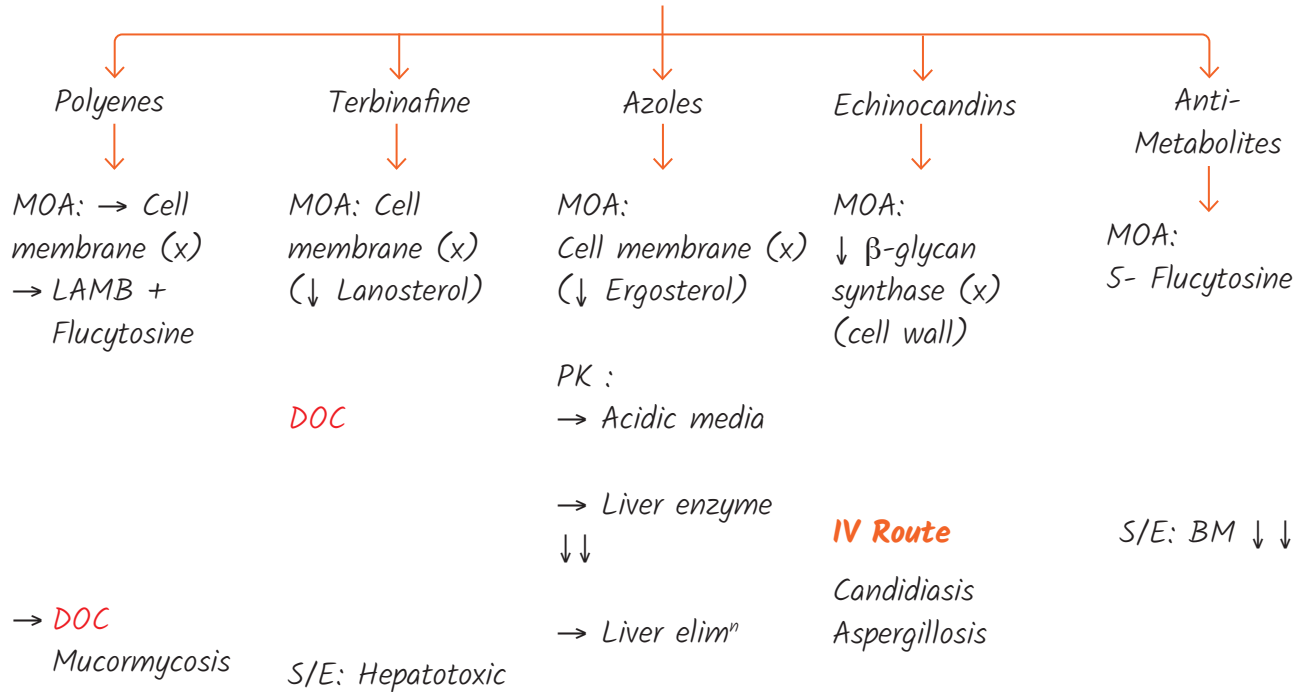 Polyenes
MOA: → Cell
membrane (x)
→ LAMB +
Flucytosine
→ DOC
Mucormycosis
Terbinafine
MOA: Cell
membrane (x)
(↓ Lanosterol)
DOC
S/E: Hepatotoxic
Azoles
MOA:
Cell membrane (x)
(↓ Ergosterol)
PK :
→ Acidic media
→ Liver enzyme
↓↓
→ Liver elimⁿ
Echinocandins
MOA:
↓ β-glycan
synthase (x)
(cell wall)
IV Route
Candidiasis
Aspergillosis
Anti-
Metabolites
MOA:
5- Flucytosine
S/E: BM ↓ ↓